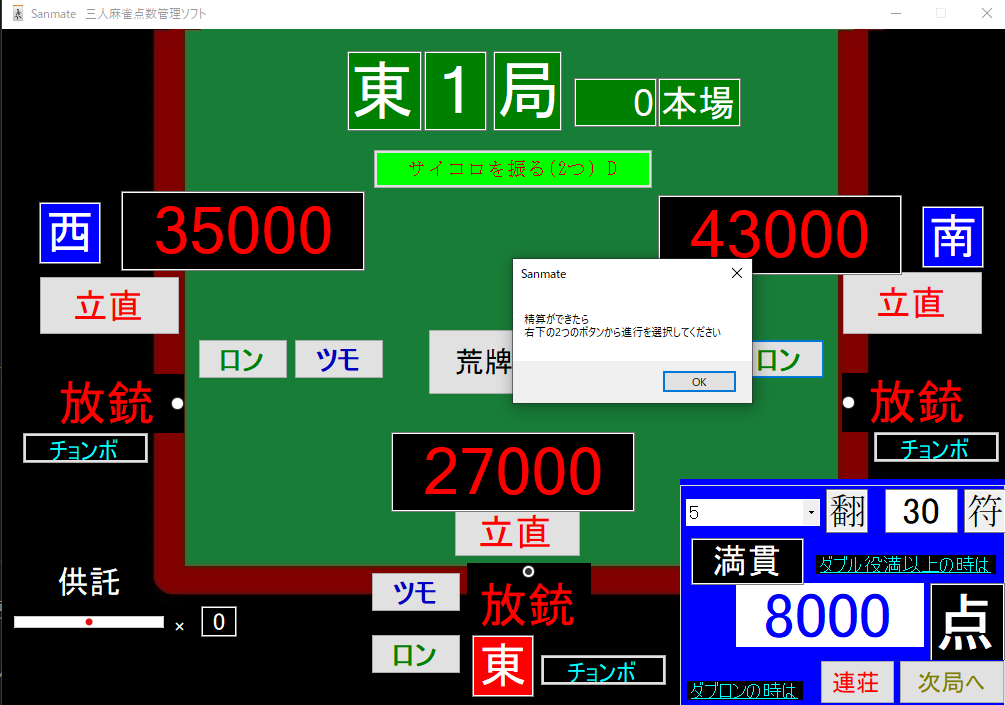 Sanmate 三人麻雀点数管理ソフト
東 1 局 0 本場
サイコロを振る(2つ) D
西 35000
43000 南
立直
立直
Sanmate
精算ができたら
右下の2つのボタンから進行を選択してください
OK
ロン ツモ
荒牌
ロン
放銃
放銃
チョンボ
チョンボ
27000
立直
5 翻 30 符
満貫 ダブル役満以上の時は
8000 点
ダブロンの時は 連荘 次局へ
供託
× 0
ツモ 放銃
ロン 東 チョンボ